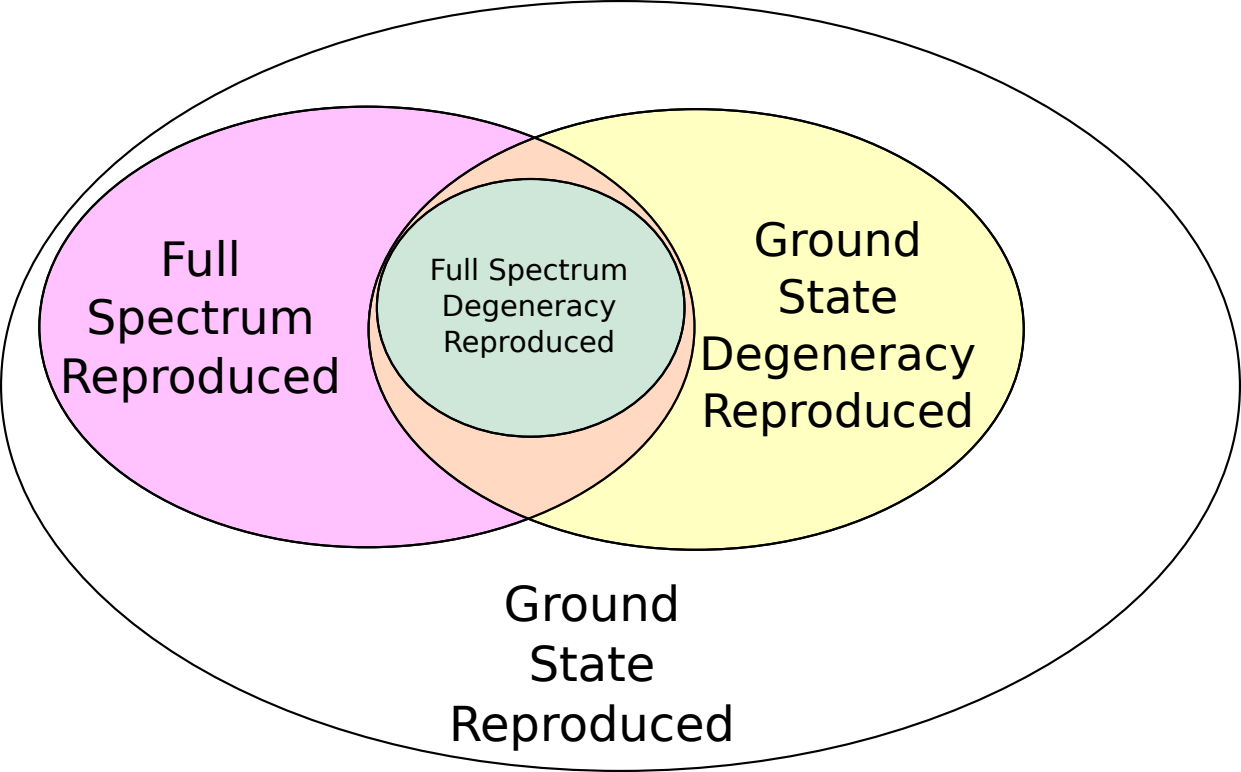 Full
Spectrum
Reproduced
Full Spectrum
Degeneracy
Reproduced
Ground
State
Degeneracy
Reproduced
Ground
State
Reproduced